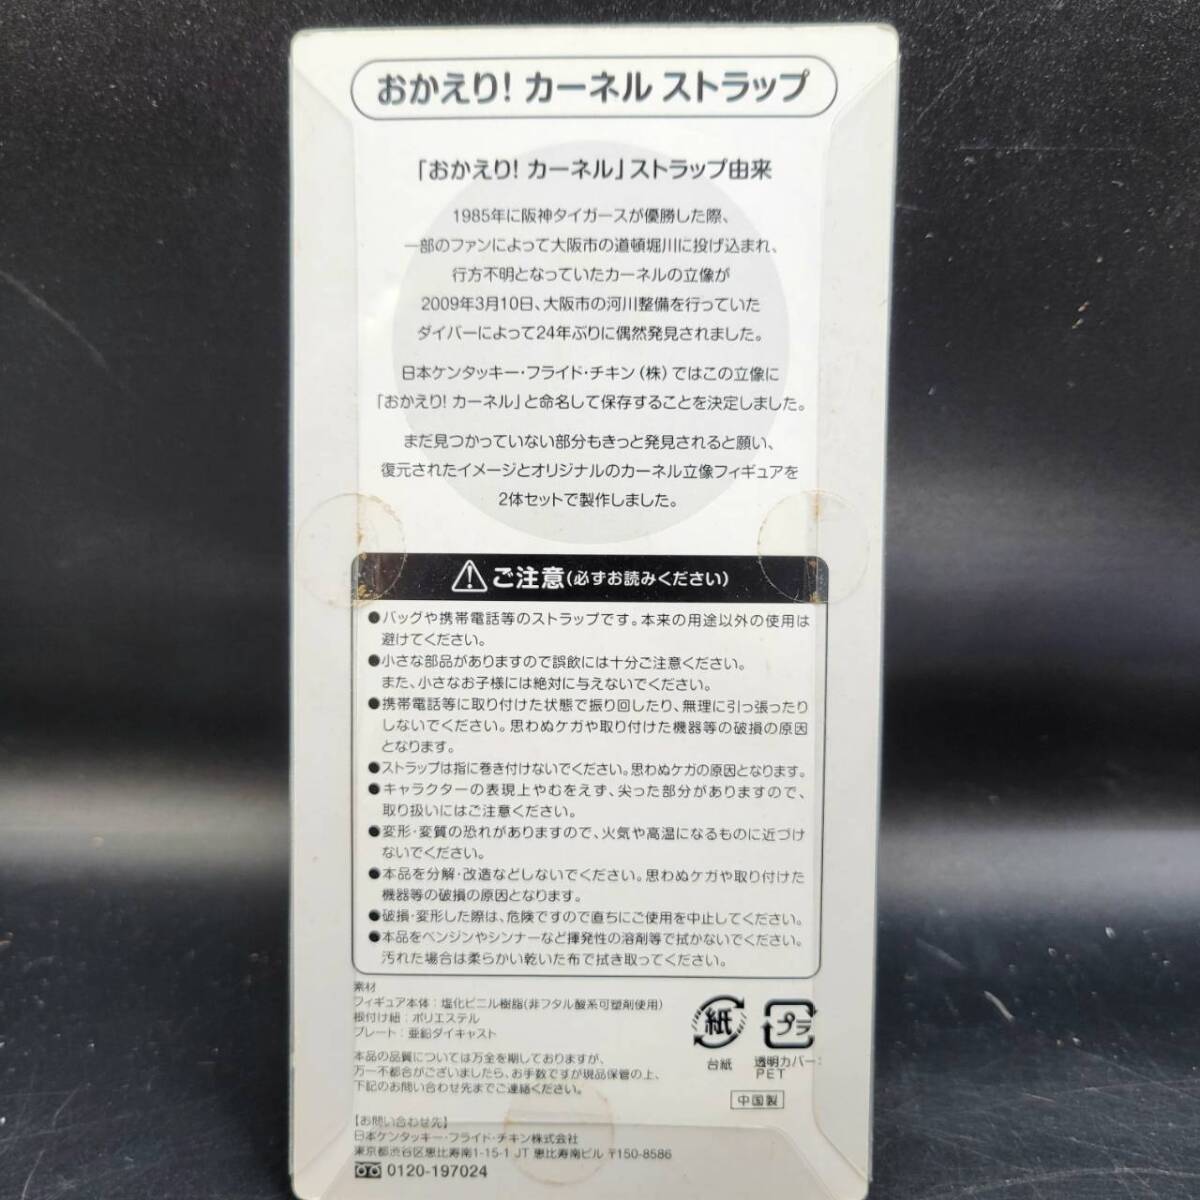 おかえり! カーネル ストラップ
「おかえり! カーネル」ストラップ由来
1985年に阪神タイガースが優勝した際、
一部のファンによって大阪市の道頓堀川に投げ込まれ、
行方不明となっていたカーネルの立像が
2009年3月10日、大阪市の河川整備を行っていた
ダイバーによって24年ぶりに偶然発見されました。
日本ケンタッキー・フライド・チキン(株)ではこの立像に
「おかえり! カーネル」と命名して保存することを決定しました。
まだ見つかっていない部分もきっと発見されると願い、
復元されたイメージとオリジナルのカーネル立像フィギュアを
2体セットで製作しました。
ご注意(必ずお読みください)
●バッグや携帯電話等のストラップです。本来の用途以外の使用は
避けてください。
●小さな部品がありますので誤飲には十分ご注意ください。
また、小さなお子様には絶対に与えないでください。
●携帯電話等に取り付けた状態で振り回したり、無理に引っ張ったり
しないでください。思わぬケガや取り付けた機器等の破損の原因
となります。
●ストラップは指に巻き付けないでください。思わぬケガの原因となります。
●キャラクターの表現上やむをえず、尖った部分がありますので、
取り扱いにはご注意ください。
●変形・変質の恐れがありますので、火気や高温になるものに近づけ
ないでください。
●本品を分解・改造などしないでください。思わぬケガや取り付けた
機器等の破損の原因となります。
●破損・変形した際は、危険ですので直ちにご使用を中止してください。
●本品をベンジンやシンナーなど揮発性の溶剤等で拭かないでください。
汚れた場合は柔らかい乾いた布で拭き取ってください。
素材
フィギュア本体:塩化ビニル樹脂(非フタル酸系可塑剤使用)
根付け紐:ポリエステル
プレート:亜鉛ダイキャスト
紙
台紙
プラ
透明カバー:
PET
本品の品質については万全を期しておりますが、
万一不都合がございましたら、お手数ですが現品保管の上、
下記のお問い合わせ先までご連絡ください。
中国製
【お問い合わせ先】
日本ケンタッキー・フライド・チキン株式会社
東京都渋谷区恵比寿南1-15-1 JT 恵比寿南ビル 〒150-8586
0120-197024